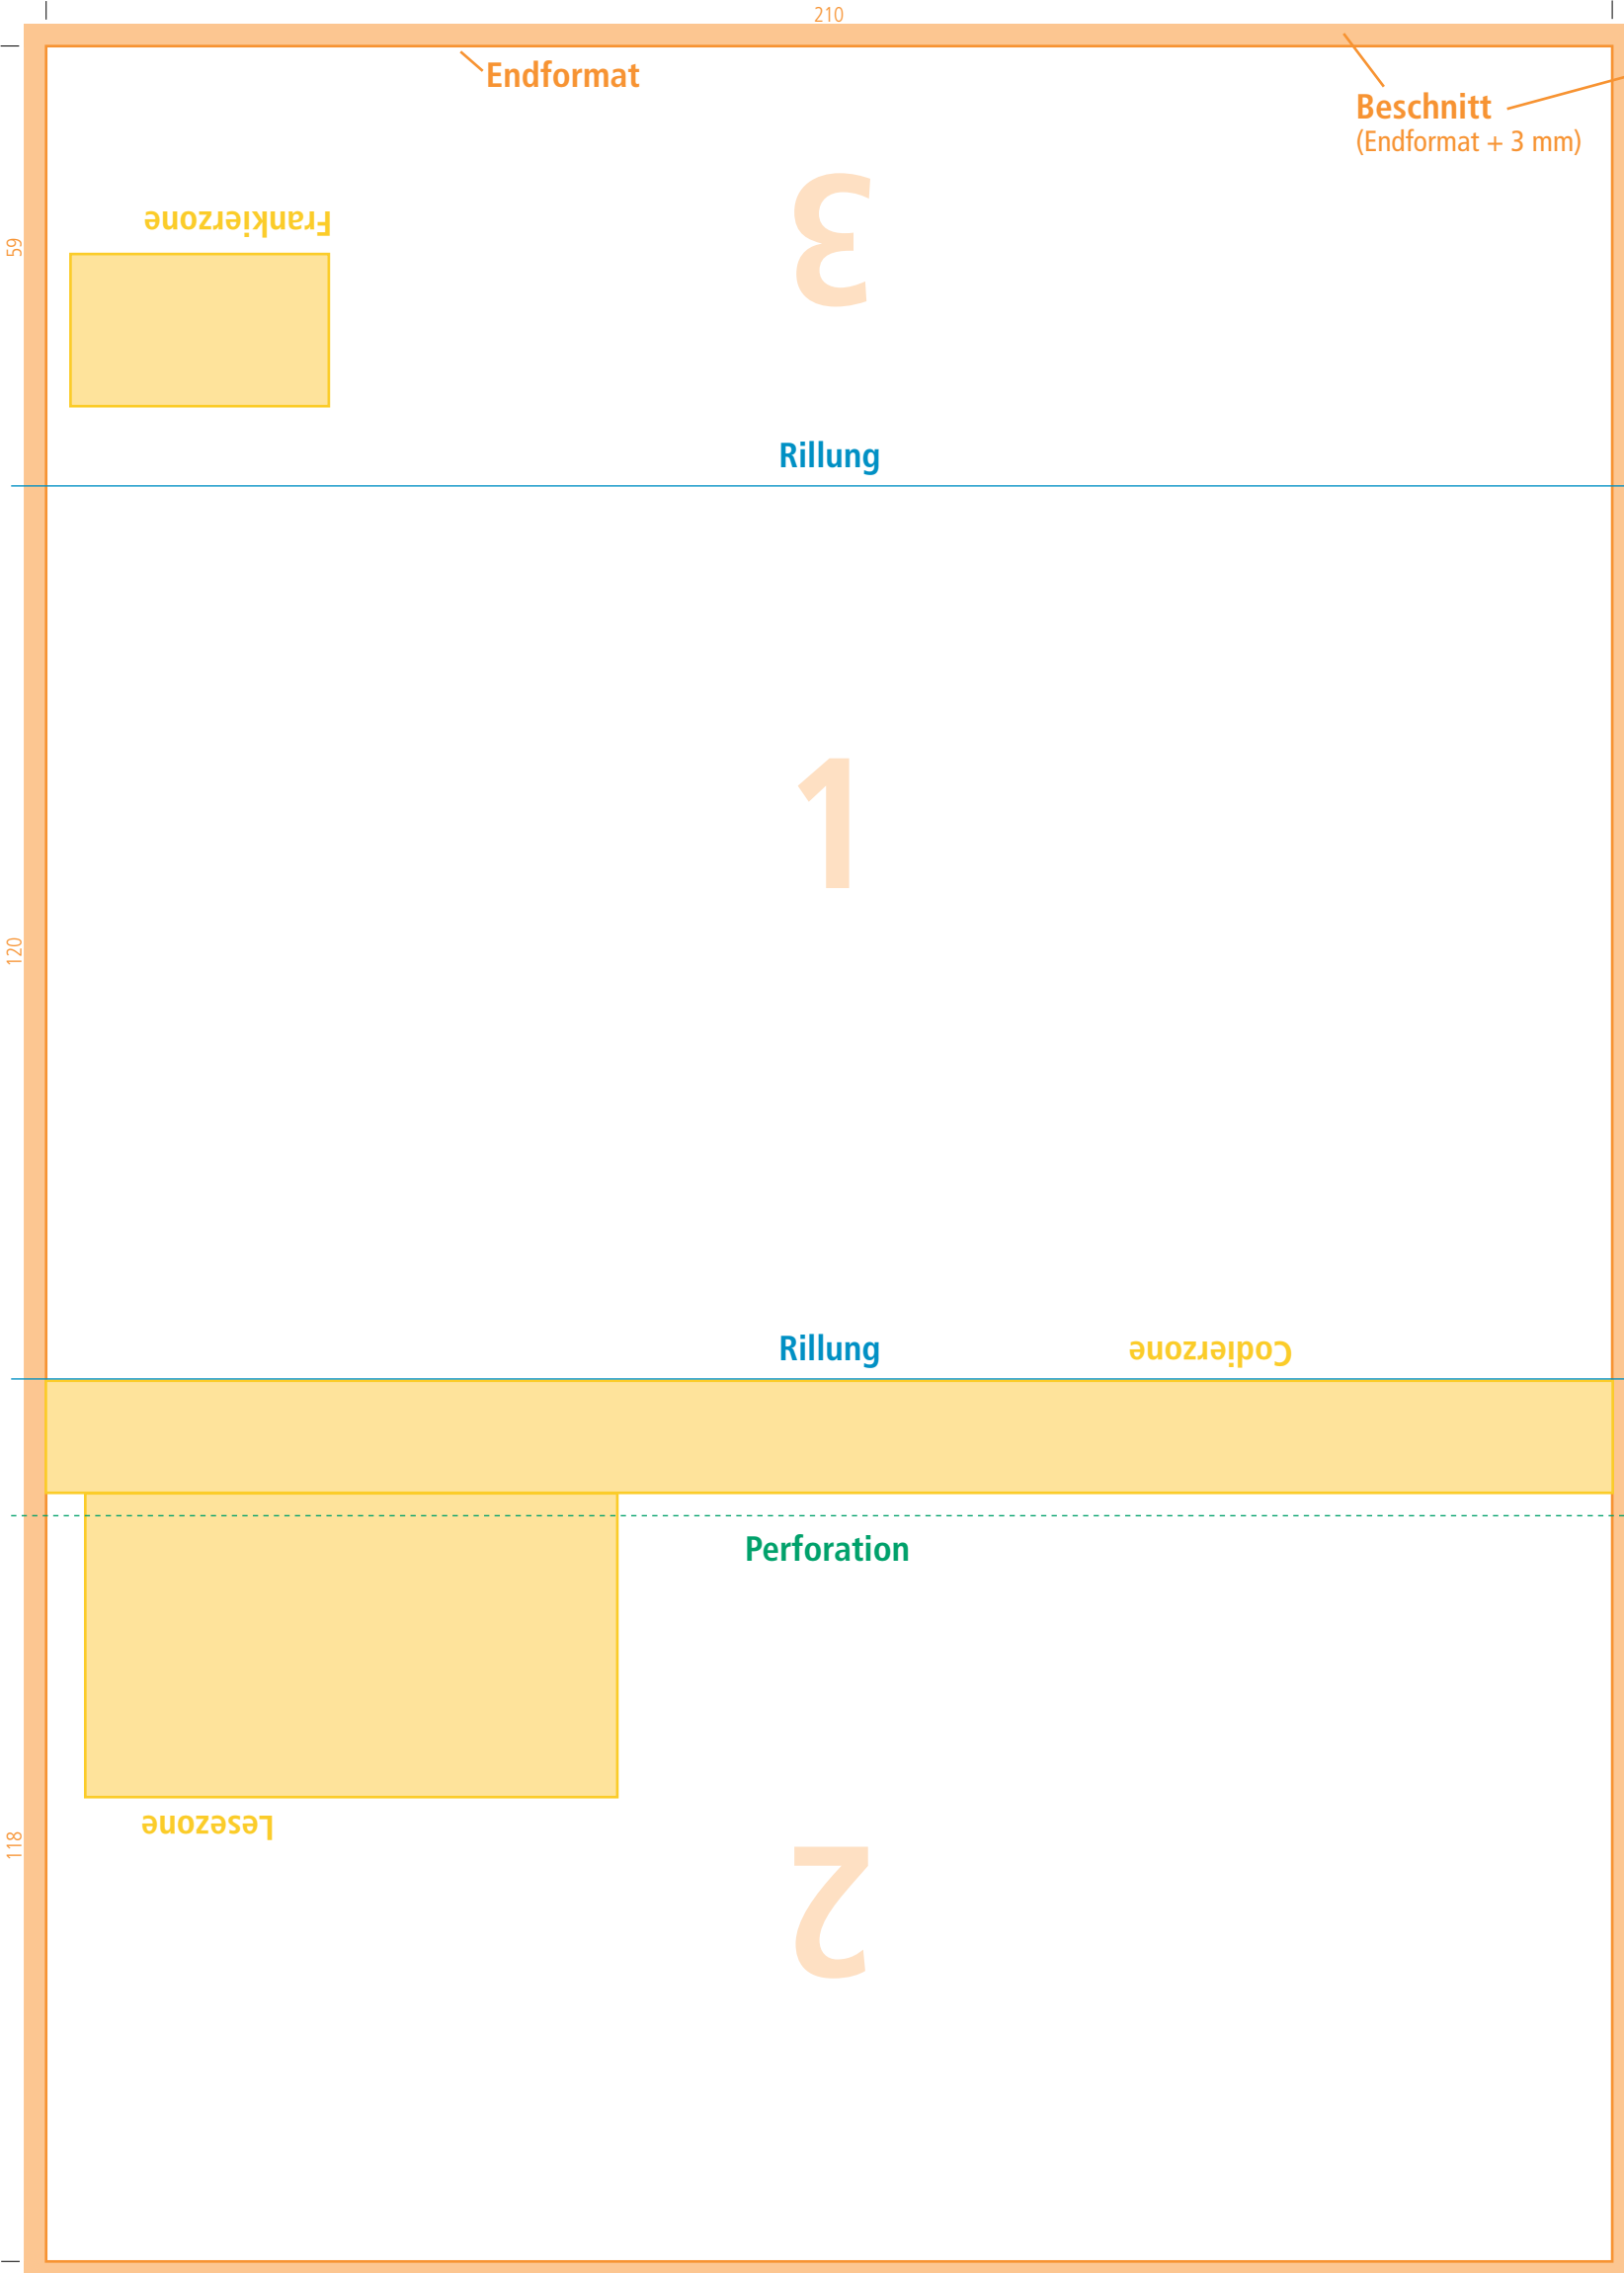 210
Endformat
Beschnitt
(Endformat + 3 mm)
3
Frankierzone
59
Rillung
1
120
Rillung
Codierzone
Perforation
Lesezone
118
2